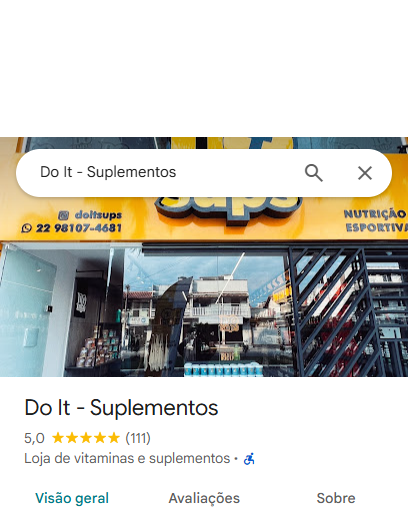 Do It - Suplementos
doitsups
22 98107-4681
sups
NUTRIÇÃO
ESPORTIVA
Do It - Suplementos
5,0 (111)
Loja de vitaminas e suplementos ·
Visão geral Avaliações Sobre